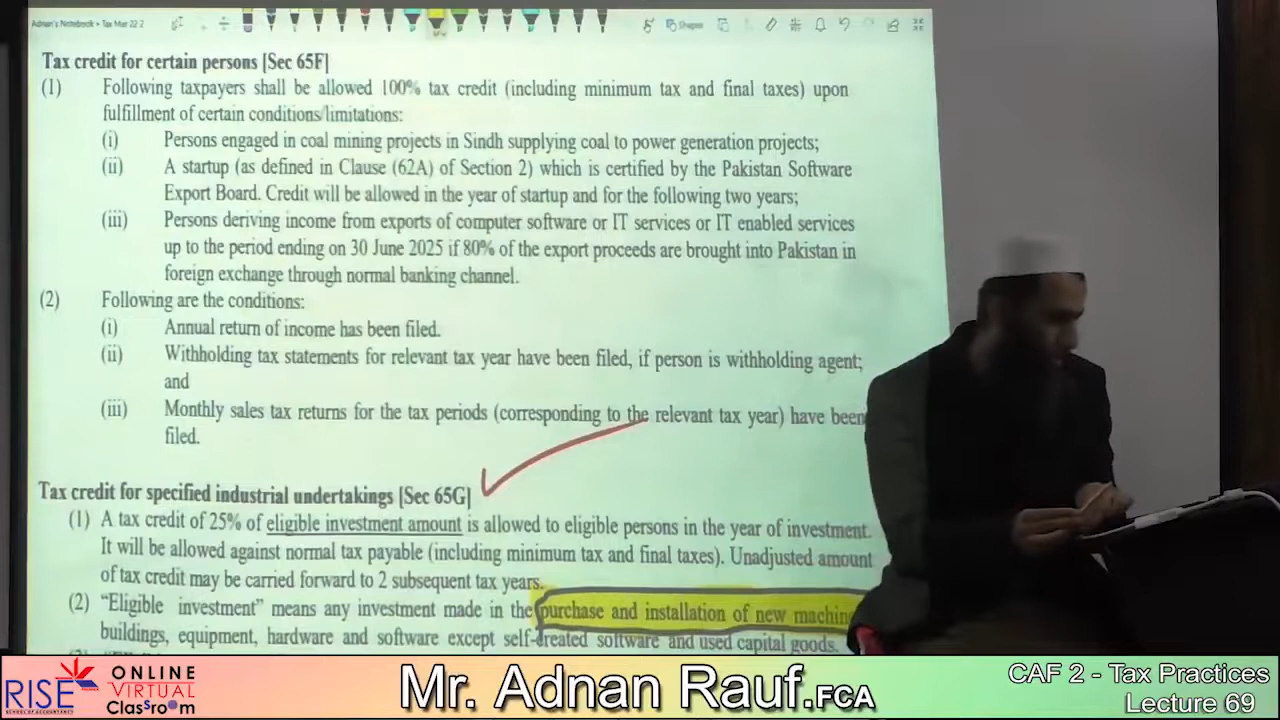 Adnan's Notebook • Tax Mar 22 2
Shapes
Tax credit for certain persons [Sec 65F]
(1) Following taxpayers shall be allowed 100% tax credit (including minimum tax and final taxes) upon
fulfillment of certain conditions/limitations:
(i) Persons engaged in coal mining projects in Sindh supplying coal to power generation projects;
(ii) A startup (as defined in Clause (62A) of Section 2) which is certified by the Pakistan Software
Export Board. Credit will be allowed in the year of startup and for the following two years;
(iii) Persons deriving income from exports of computer software or IT services or IT enabled services
up to the period ending on 30 June 2025 if 80% of the export proceeds are brought into Pakistan in
foreign exchange through normal banking channel.
(2) Following are the conditions:
(i) Annual return of income has been filed.
(ii) Withholding tax statements for relevant tax year have been filed, if person is withholding agent;
and
(iii) Monthly sales tax returns for the tax periods (corresponding to the relevant tax year) have been
filed.
Tax credit for specified industrial undertakings [Sec 65G]
(1) A tax credit of 25% of eligible investment amount is allowed to eligible persons in the year of investment.
It will be allowed against normal tax payable (including minimum tax and final taxes). Unadjusted amount
of tax credit may be carried forward to 2 subsequent tax years.
(2) "Eligible investment" means any investment made in the purchase and installation of new machin
buildings, equipment, hardware and software except self-created software and used capital goods.
RISE
SCHOOL OF ACCOUNTANCY
ONLINE
VIRTUAL
ClasSro@m
Mr. Adnan Rauf.FCA
CAF 2 - Tax Practices
Lecture 69